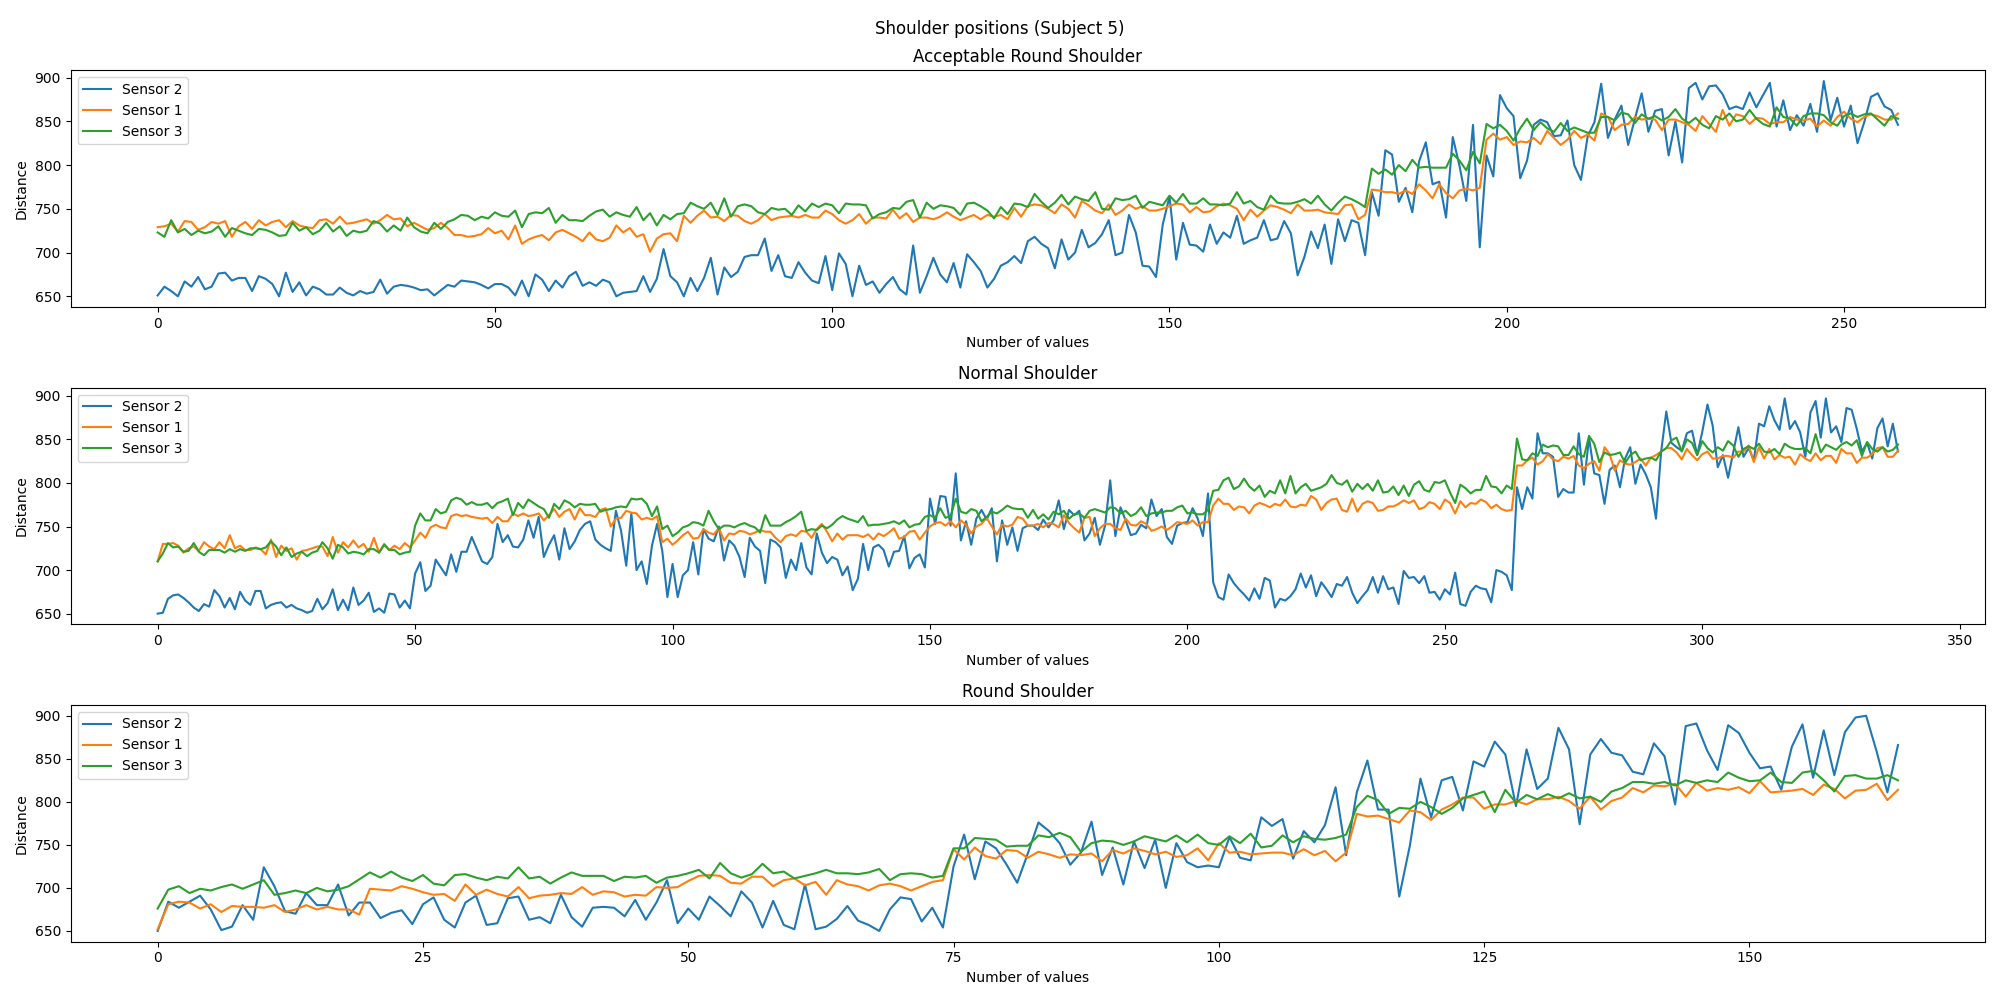 Shoulder positions (Subject 5)
Acceptable Round Shoulder
Distance
900
850
800
750
700
650
Sensor 2
Sensor 1
Sensor 3
0 50 100 150 200 250
Number of values
Normal Shoulder
Distance
900
850
800
750
700
650
Sensor 2
Sensor 1
Sensor 3
0 50 100 150 200 250 300 350
Number of values
Round Shoulder
Distance
900
850
800
750
700
650
Sensor 2
Sensor 1
Sensor 3
0 25 50 75 100 125 150
Number of values